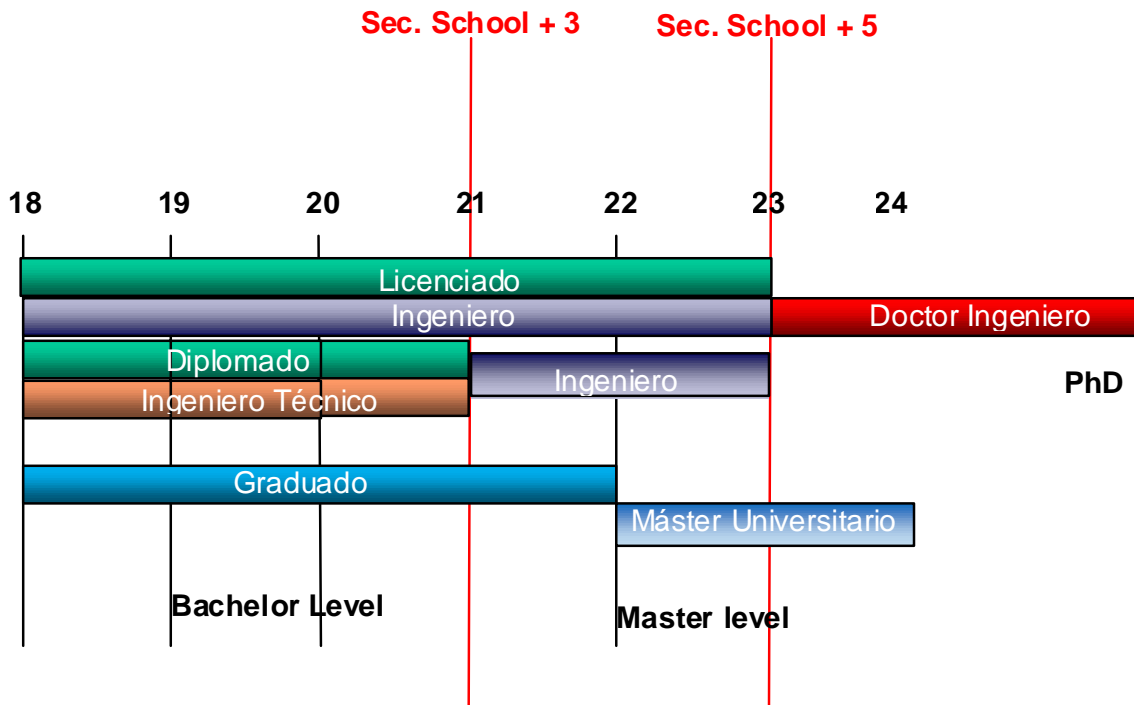 Sec. School + 3
Sec. School + 5
18 19 20 21 22 23 24
Licenciado
Ingeniero
Doctor Ingeniero
Diplomado
Ingeniero
PhD
Ingeniero Técnico
Graduado
Máster Universitario
Bachelor Level
Master level